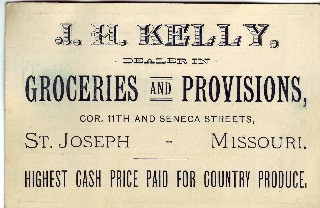 J. H. KELLY,
DEALER IN
GROCERIES AND PROVISIONS,
COR. 11TH AND SENECA STREETS,
ST. JOSEPH - MISSOURI.
HIGHEST CASH PRICE PAID FOR COUNTRY PRODUCE.